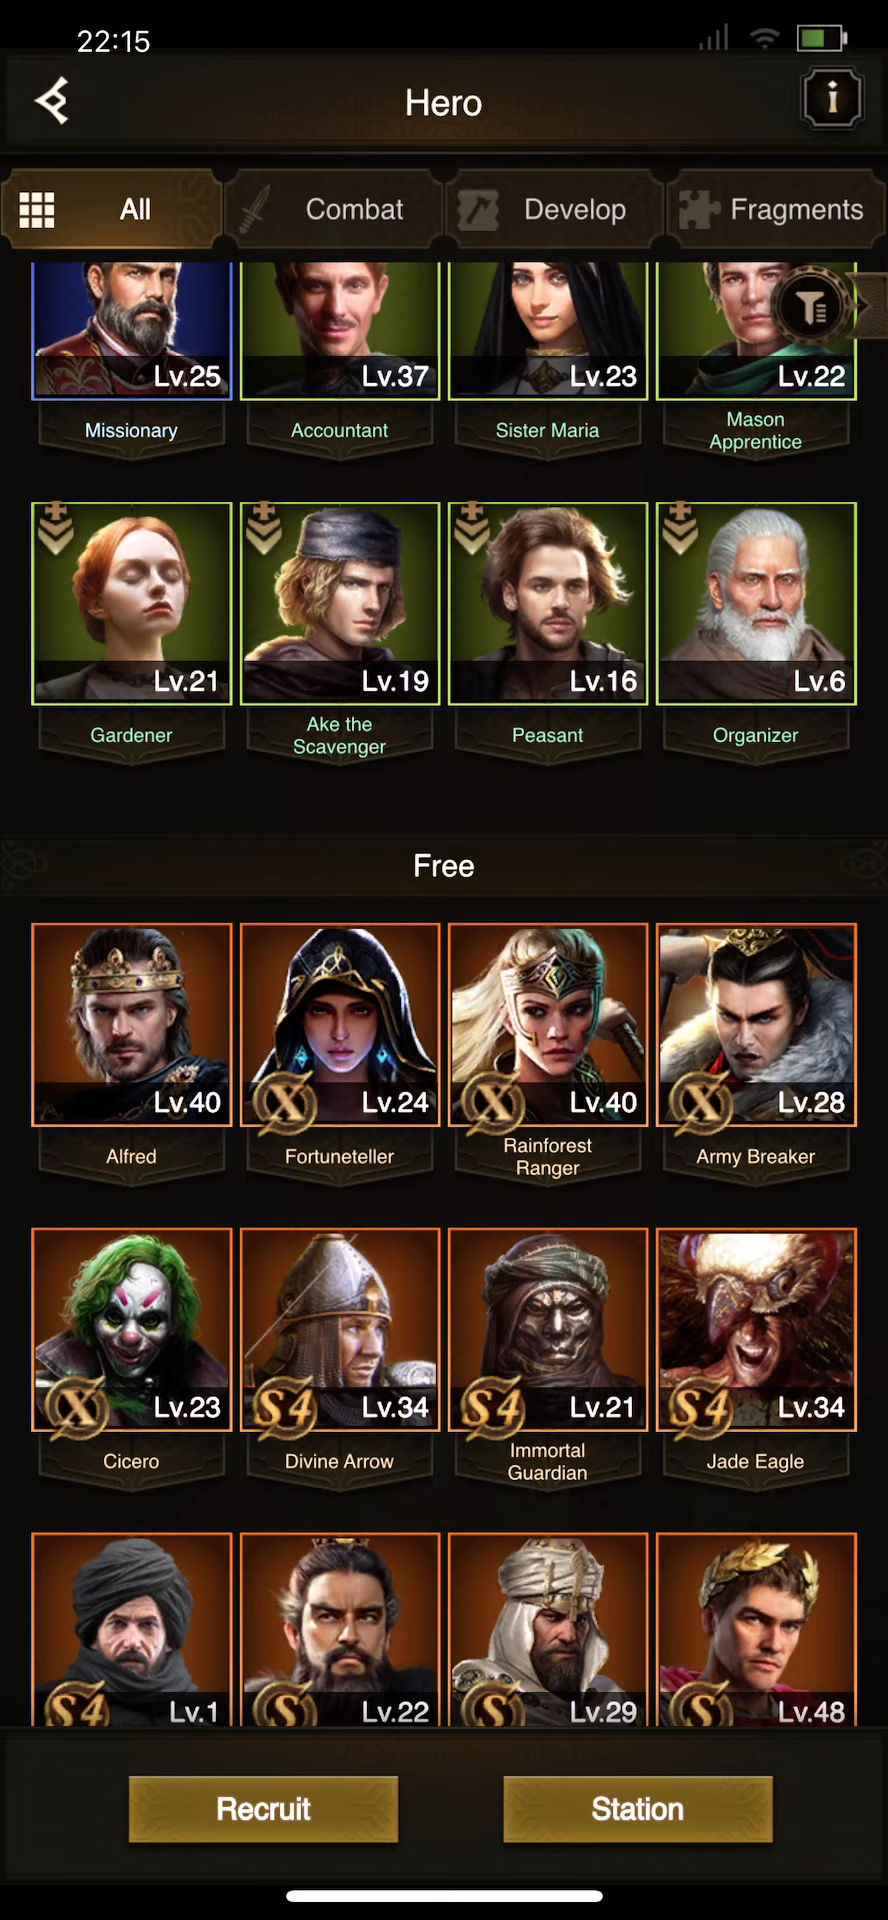 22:15
Hero
All
Combat
Develop
Fragments
Lv.25
Lv.37
Lv.23
Lv.22
Missionary
Accountant
Sister Maria
Mason
Apprentice
Lv.21
Lv.19
Lv.16
Lv.6
Gardener
Ake the
Scavenger
Peasant
Organizer
Free
Lv.40
X
Lv.24
X
Lv.40
X
Lv.28
Alfred
Fortuneteller
Rainforest
Ranger
Army Breaker
X
Lv.23
S4
Lv.34
S4
Lv.21
S4
Lv.34
Cicero
Divine Arrow
Immortal
Guardian
Jade Eagle
S4
Lv.1
S
Lv.22
S
Lv.29
S
Lv.48
Recruit
Station